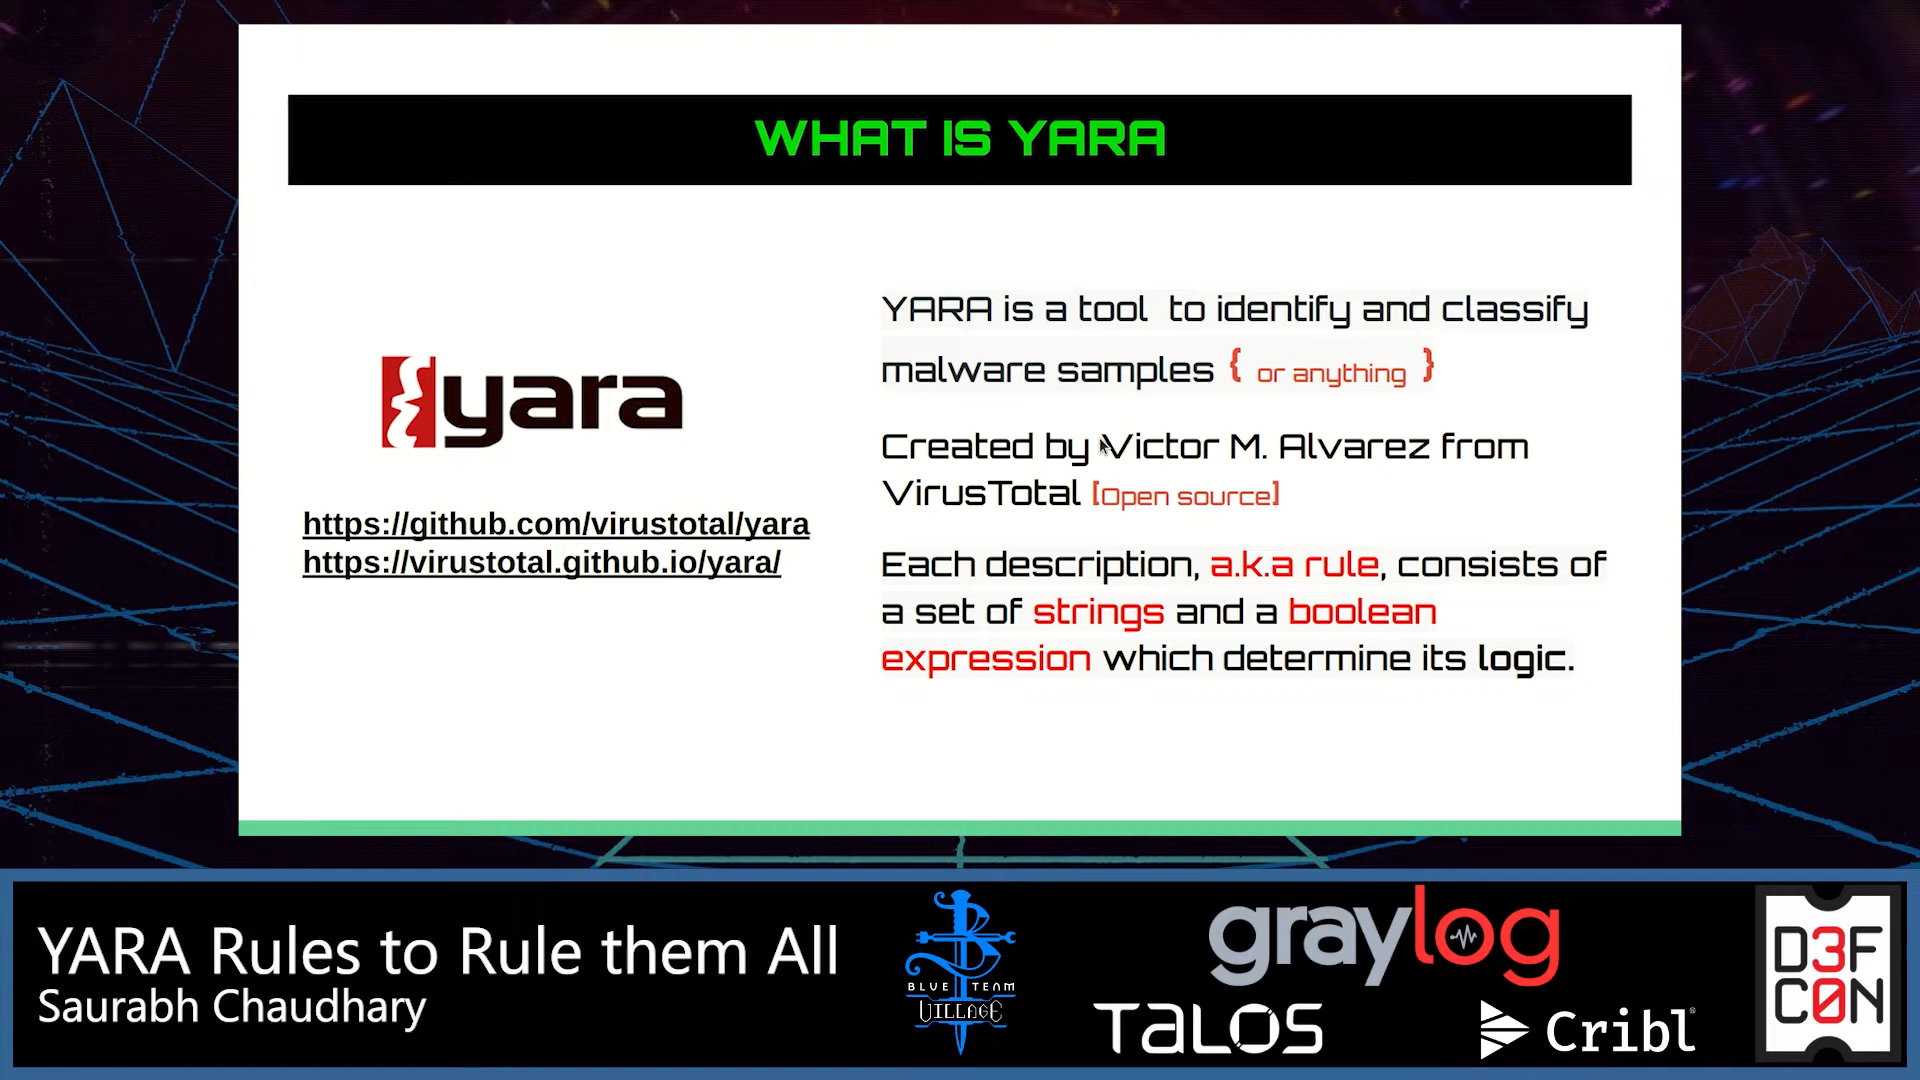 WHAT IS YARA
yara
https://github.com/virustotal/yara
https://virustotal.github.io/yara/
YARA is a tool  to identify and classify
malware samples { or anything }
Created by Victor M. Alvarez from
VirusTotal [Open source]
Each description, a.k.a rule, consists of
a set of strings and a boolean
expression which determine its logic.
YARA Rules to Rule them All
Saurabh Chaudhary
B
BLUE TEAM
VILLAGE
graylog
TALOS
Cribl®
D3F
C0N